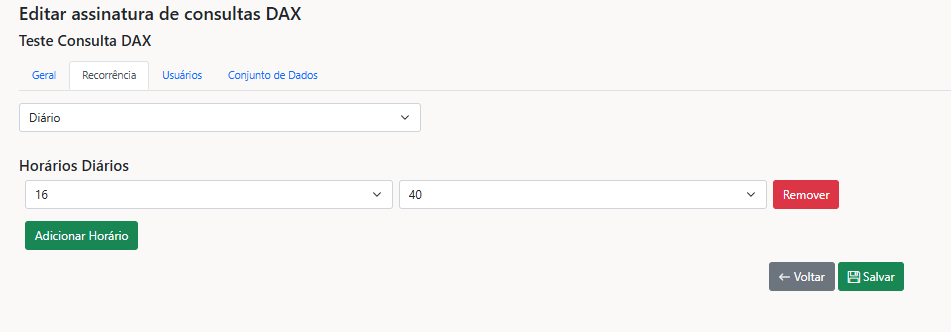 Editar assinatura de consultas DAX
Teste Consulta DAX
Geral Recorrência Usuários Conjunto de Dados
Diário
Horários Diários
16 40 Remover
Adicionar Horário
← Voltar Salvar